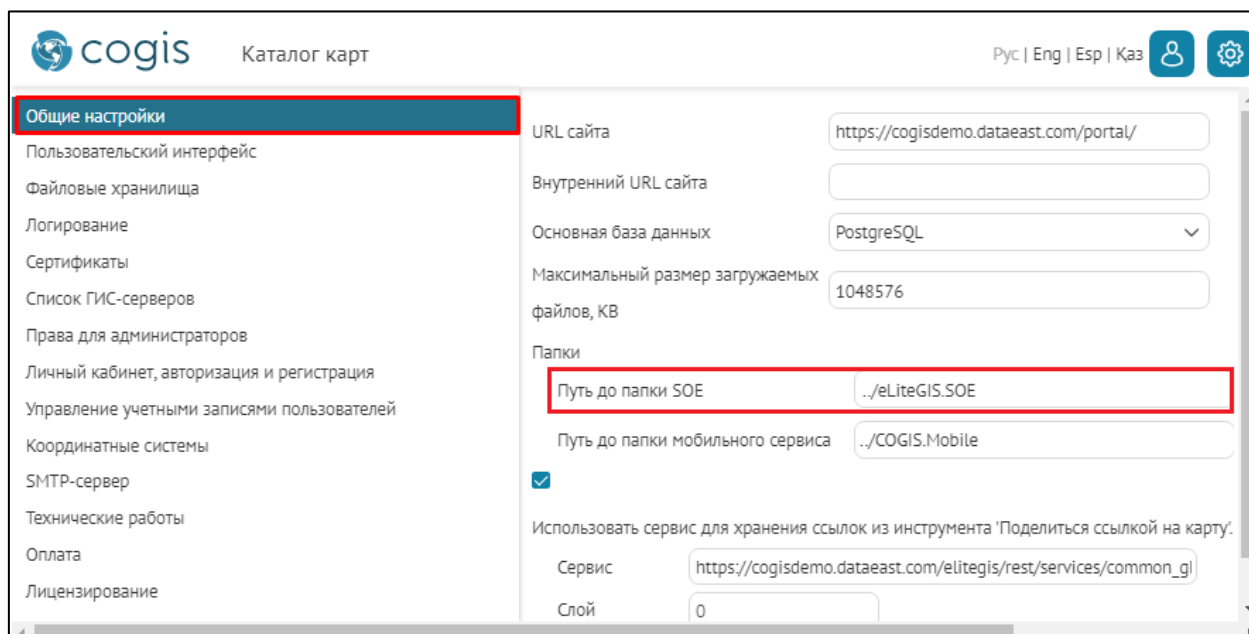 cogis
Каталог карт
Рус | Eng | Esp | Қаз
Общие настройки
Пользовательский интерфейс
Файловые хранилища
Логирование
Сертификаты
Список ГИС-серверов
Права для администраторов
Личный кабинет, авторизация и регистрация
Управление учетными записями пользователей
Координатные системы
SMTP-сервер
Технические работы
Оплата
Лицензирование
URL сайта
https://cogisdemo.dataeast.com/portal/
Внутренний URL сайта
Основная база данных
PostgreSQL
Максимальный размер загружаемых
файлов, KB
1048576
Папки
Путь до папки SOE
../eLiteGIS.SOE
Путь до папки мобильного сервиса
../COGIS.Mobile
Использовать сервис для хранения ссылок из инструмента 'Поделиться ссылкой на карту'.
Сервис
https://cogisdemo.dataeast.com/elitegis/rest/services/common_gl
Слой
0